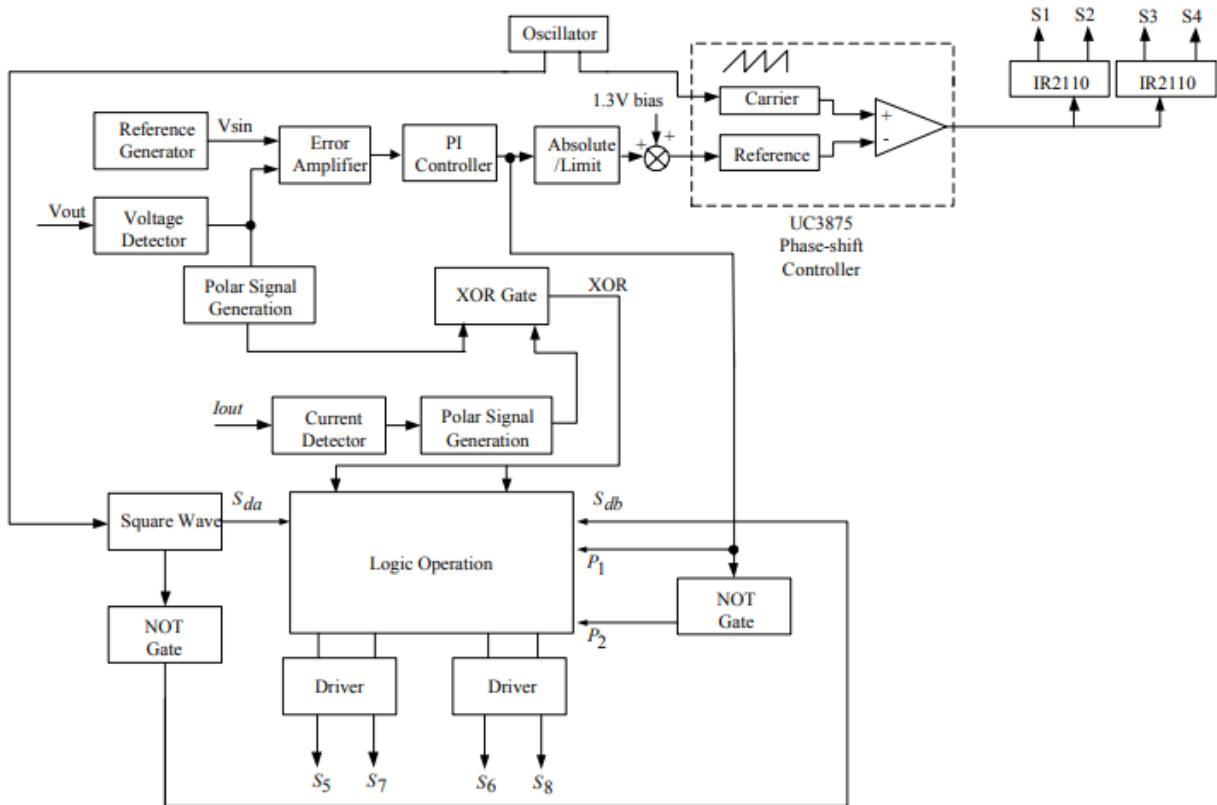 S1 S2 S3 S4
Oscillator
IR2110 IR2110
1.3V bias
Carrier
+
-
Reference
Generator
Vsin
Error
Amplifier
PI
Controller
Absolute
/Limit
+ +
Reference
UC3875
Phase-shift
Controller
Vout
Voltage
Detector
Polar Signal
Generation
XOR Gate
XOR
Iout
Current
Detector
Polar Signal
Generation
Square Wave
Sda
Sdb
Logic Operation
P1
P2
NOT
Gate
NOT
Gate
Driver Driver
S5 S7 S6 S8